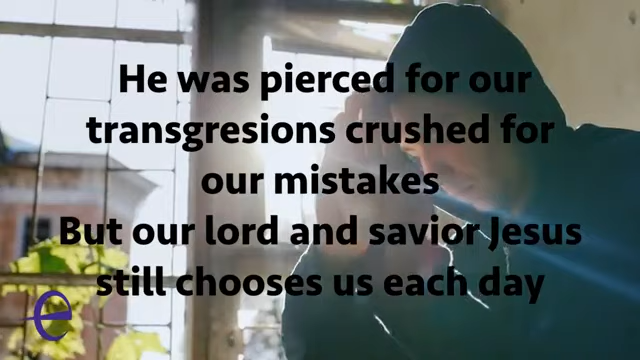 He was pierced for our
transgresions crushed for
our mistakes
But our lord and savior Jesus
still chooses us each day
e